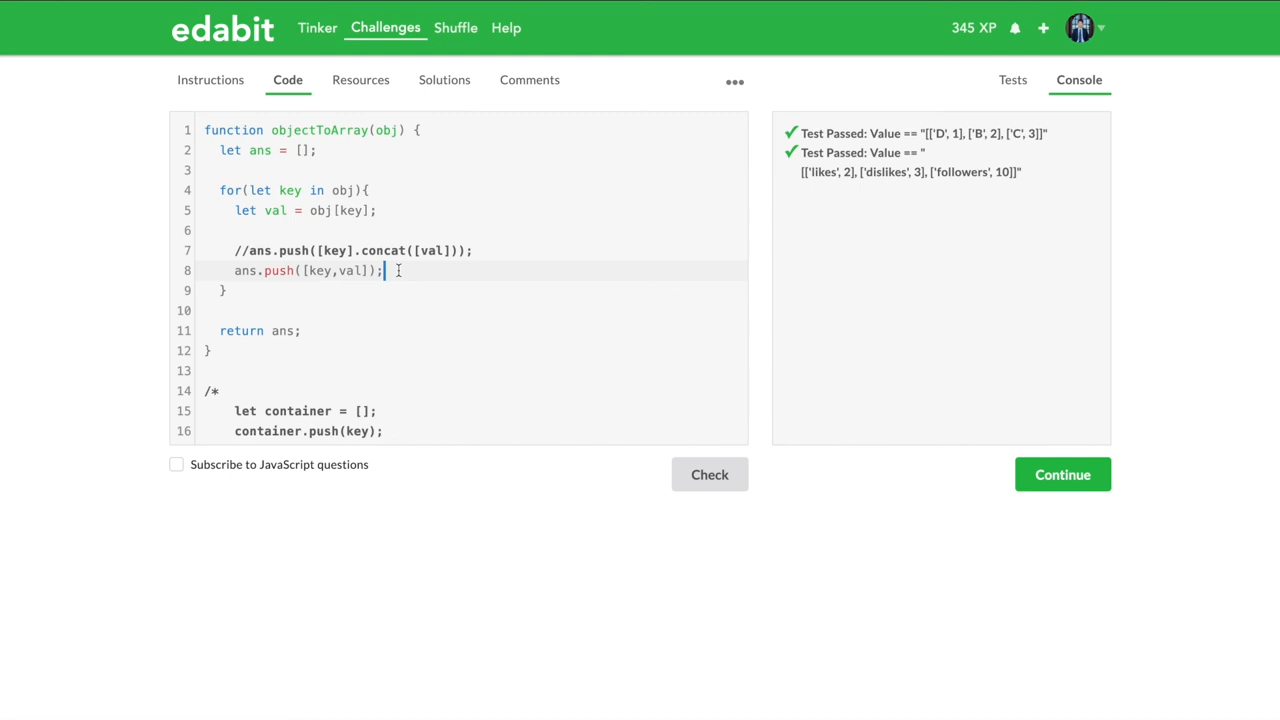 edabit Tinker Challenges Shuffle Help 345 XP
Instructions Code Resources Solutions Comments ••• Tests Console
1 function objectToArray(obj) {
2 let ans = [];
3
4 for(let key in obj){
5 let val = obj[key];
6
7 //ans.push([key].concat([val]));
8 ans.push([key,val]);
9 }
10
11 return ans;
12 }
13
14 /*
15 let container = [];
16 container.push(key);
Test Passed: Value == "[['D', 1], ['B', 2], ['C', 3]]"
Test Passed: Value == "
[['likes', 2], ['dislikes', 3], ['followers', 10]]"
Subscribe to JavaScript questions
Check
Continue